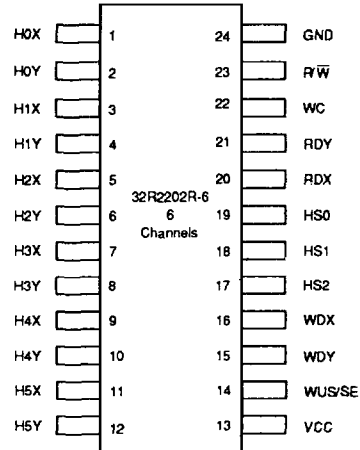 H0X 1 24 GND
H0Y 2 23 R/W̅
H1X 3 22 WC
H1Y 4 21 RDY
H2X 5 20 RDX
32R2202R-6
H2Y 6 6 19 HS0
Channels
H3X 7 18 HS1
H3Y 8 17 HS2
H4X 9 16 WDX
H4Y 10 15 WDY
H5X 11 14 WUS/SE
H5Y 12 13 VCC